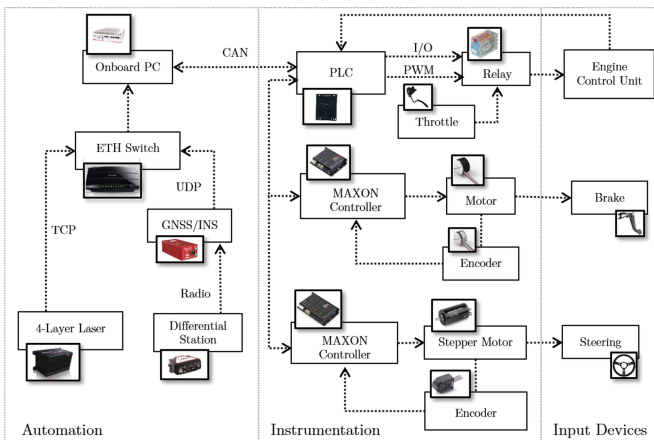 Onboard PC
CAN
ETH Switch
UDP
TCP
GNSS/INS
Radio
4-Layer Laser
Differential
Station
Automation
PLC
I/O
PWM
Relay
Throttle
MAXON
Controller
Motor
Encoder
MAXON
Controller
Stepper Motor
Encoder
Instrumentation
Engine
Control Unit
Brake
Steering
Input Devices